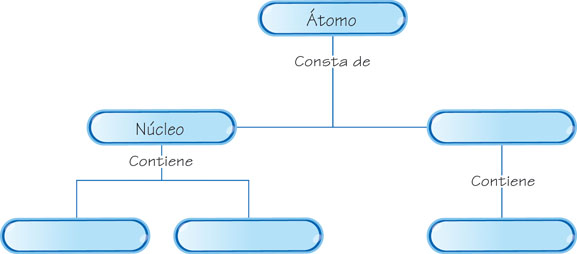 Átomo
Consta de
Núcleo
Contiene
Contiene